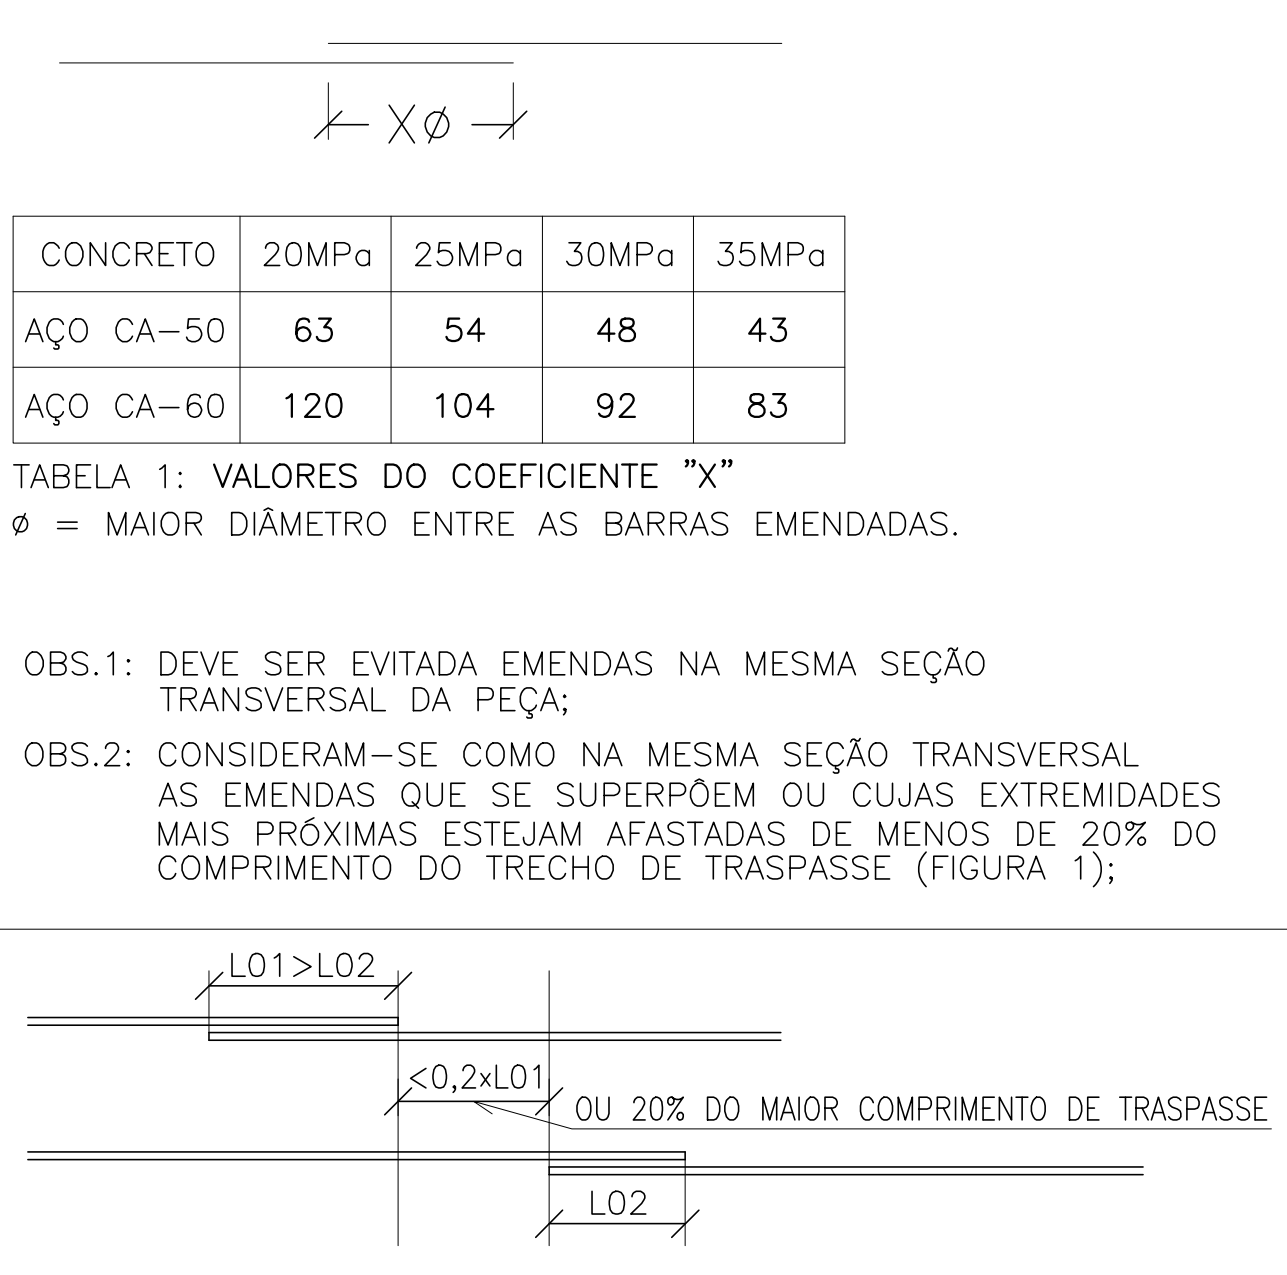 XØ
CONCRETO 20MPa 25MPa 30MPa 35MPa
AÇO CA-50 63 54 48 43
AÇO CA-60 120 104 92 83
TABELA 1: VALORES DO COEFICIENTE "X"
Ø = MAIOR DIÂMETRO ENTRE AS BARRAS EMENDADAS.
OBS.1: DEVE SER EVITADA EMENDAS NA MESMA SEÇÃO
TRANSVERSAL DA PEÇA;
OBS.2: CONSIDERAM-SE COMO NA MESMA SEÇÃO TRANSVERSAL
AS EMENDAS QUE SE SUPERPÔEM OU CUJAS EXTREMIDADES
MAIS PRÓXIMAS ESTEJAM AFASTADAS DE MENOS DE 20% DO
COMPRIMENTO DO TRECHO DE TRASPASSE (FIGURA 1);
L01>L02
<0,2xL01
OU 20% DO MAIOR COMPRIMENTO DE TRASPASSE
L02